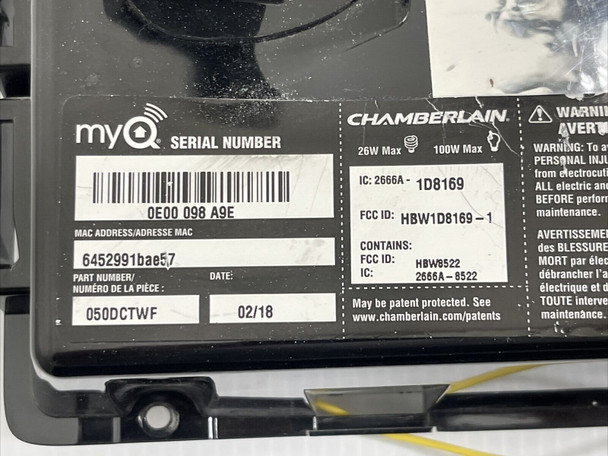 myQ SERIAL NUMBER
0E00 098 A9E
MAC ADDRESS/ADRESSE MAC
6452991bae57
PART NUMBER/
NUMÉRO DE LA PIÈCE :
DATE:
050DCTWF
02/18
CHAMBERLAIN
26W Max 100W Max
IC: 2666A- 1D8169
FCC ID: HBW1D8169-1
CONTAINS:
FCC ID: HBW8522
IC: 2666A-8522
May be patent protected. See
www.chamberlain.com/patents
WARNI
AVERT
WARNING: To a
PERSONAL INJU
from electrocuti
ALL electric and
BEFORE perform
maintenance.
AVERTISSEME
des BLESSURE
MORT par éle
débrancher l'a
électrique et d
TOUTE interve
maintenance.